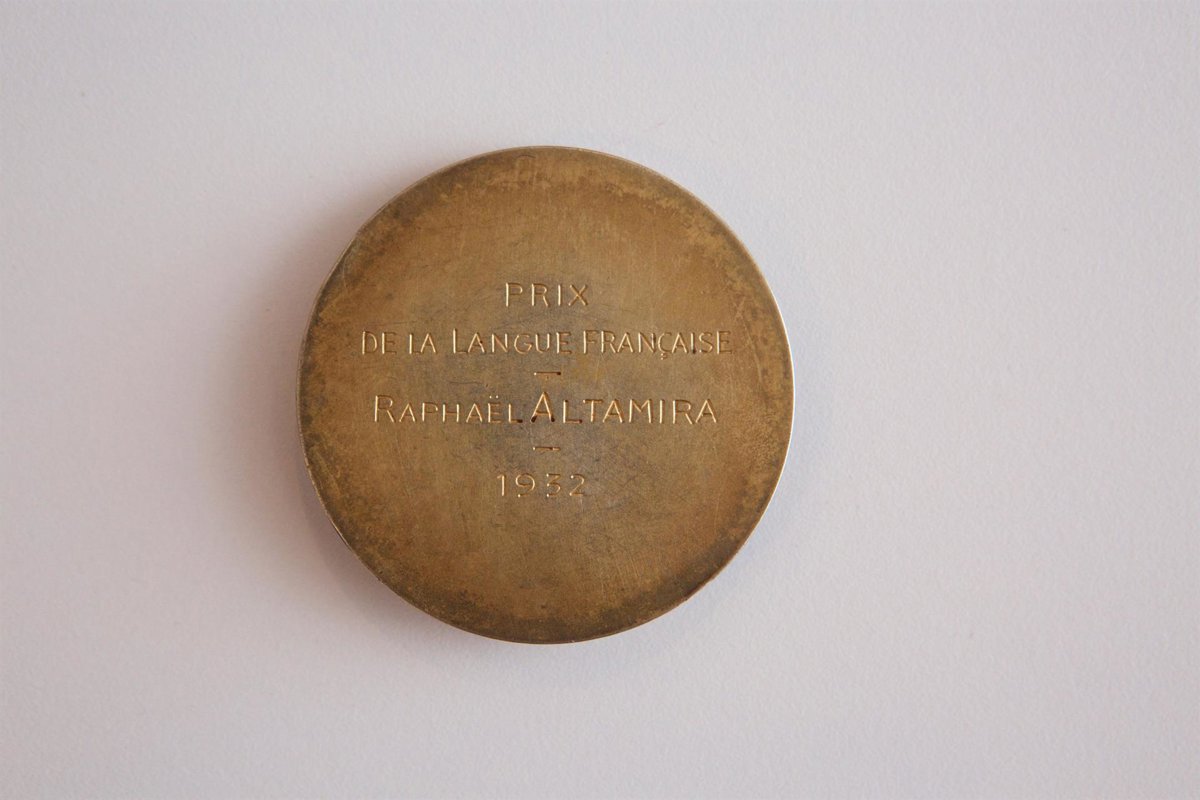 PRIX
DE LA LANGUE FRANÇAISE
—
RAPHAËL ALTAMIRA
—
1932